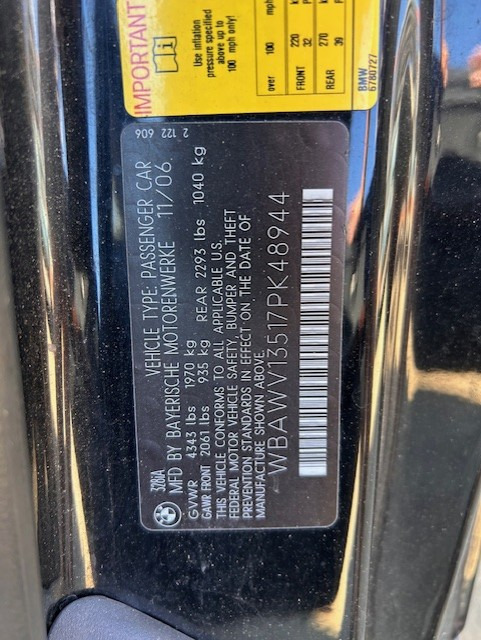 IMPORTANT
Use inflation
pressure specified
above up to
100 mph only!
over 100 mph
FRONT
220
32
REAR
270
39
BMW
6780727
328iA
2 122 606
VEHICLE TYPE: PASSENGER CAR
MFD BY BAYERISCHE MOTORENWERKE 11/06
GVWR 4343 lbs 1970 kg
GAWR FRONT 2061 lbs 935 kg REAR 2293 lbs 1040 kg
THIS VEHICLE CONFORMS TO ALL APPLICABLE U.S.
FEDERAL MOTOR VEHICLE SAFETY, BUMPER AND THEFT
PREVENTION STANDARDS IN EFFECT ON THE DATE OF
MANUFACTURE SHOWN ABOVE
WBAWV13517PK48944